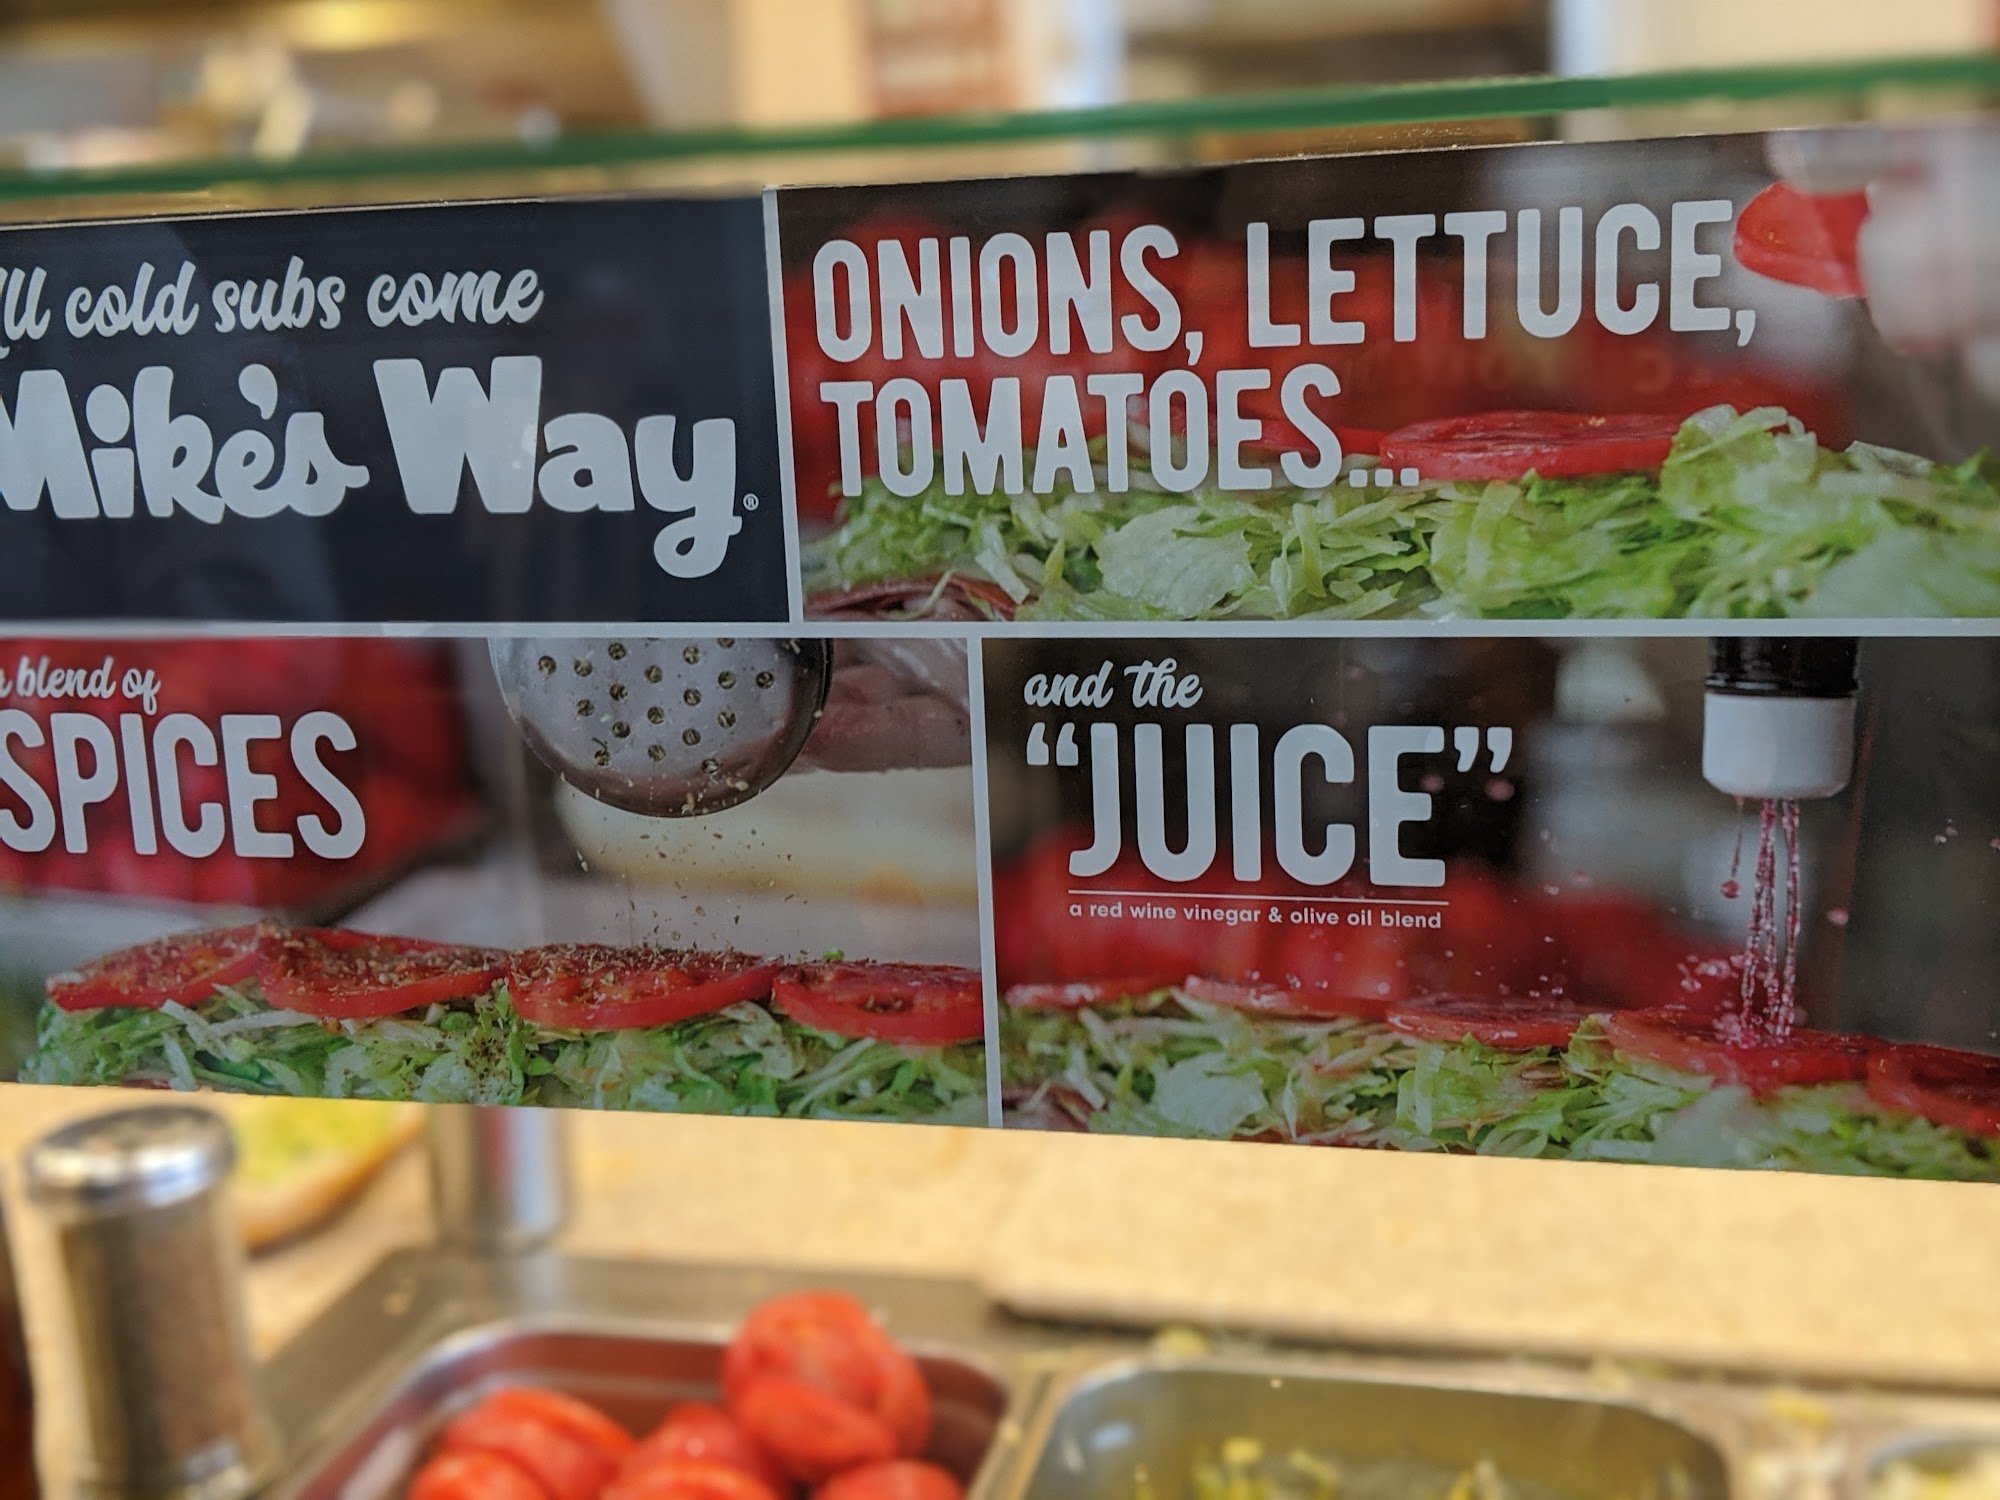 All cold subs come
Mike's Way®
ONIONS, LETTUCE,
TOMATOES...
blend of
SPICES
and the
"JUICE"
a red wine vinegar & olive oil blend